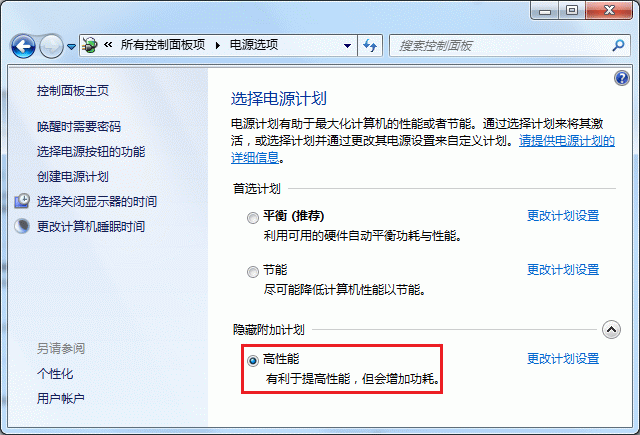 « 所有控制面板项 ▸ 电源选项
搜索控制面板
控制面板主页
唤醒时需要密码
选择电源按钮的功能
创建电源计划
选择关闭显示器的时间
更改计算机睡眠时间
另请参阅
个性化
用户帐户
选择电源计划
电源计划有助于最大化计算机的性能或者节能。通过选择计划来将其激
活，或选择计划并通过更改其电源设置来自定义计划。请提供电源计划的
详细信息。
首选计划
平衡 (推荐) 更改计划设置
利用可用的硬件自动平衡功耗与性能。
节能 更改计划设置
尽可能降低计算机性能以节能。
隐藏附加计划
高性能 更改计划设置
有利于提高性能，但会增加功耗。